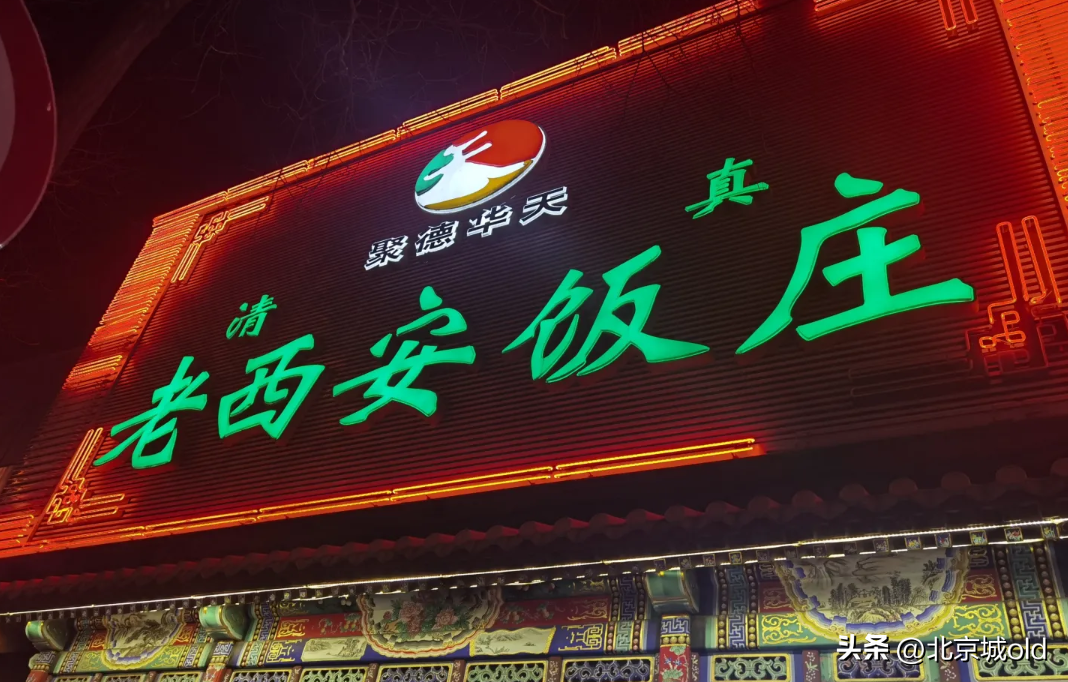 聚德华天
清 真
老西安饭庄
头条 @北京城old